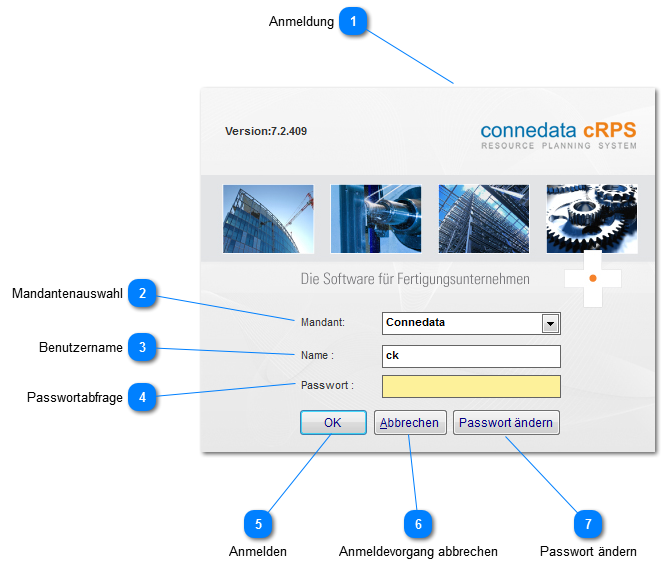 Anmeldung 1
Version:7.2.409
connedata cRPS
RESOURCE PLANNING SYSTEM
Die Software für Fertigungsunternehmen
Mandantenauswahl 2
Mandant: Connedata
Benutzername 3
Name : ck
Passwortabfrage 4
Passwort :
OK Abbrechen Passwort ändern
5 6 7
Anmelden Anmeldevorgang abbrechen Passwort ändern